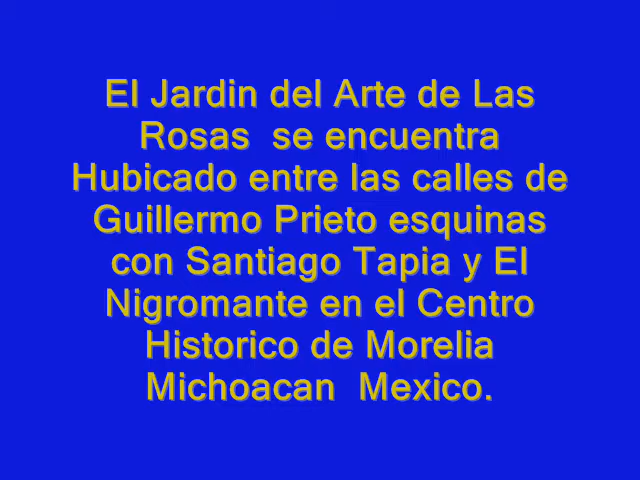 El Jardin del Arte de Las
Rosas  se encuentra
Hubicado entre las calles de
Guillermo Prieto esquinas
con Santiago Tapia y El
Nigromante en el Centro
Historico de Morelia
Michoacan  Mexico.